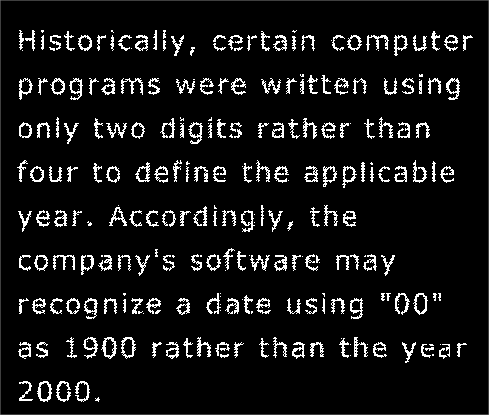 Historically, certain computer
programs were written using
only two digits rather than
four to define the applicable
year. Accordingly, the
company's software may
recognize a date using "00"
as 1900 rather than the year
2000.